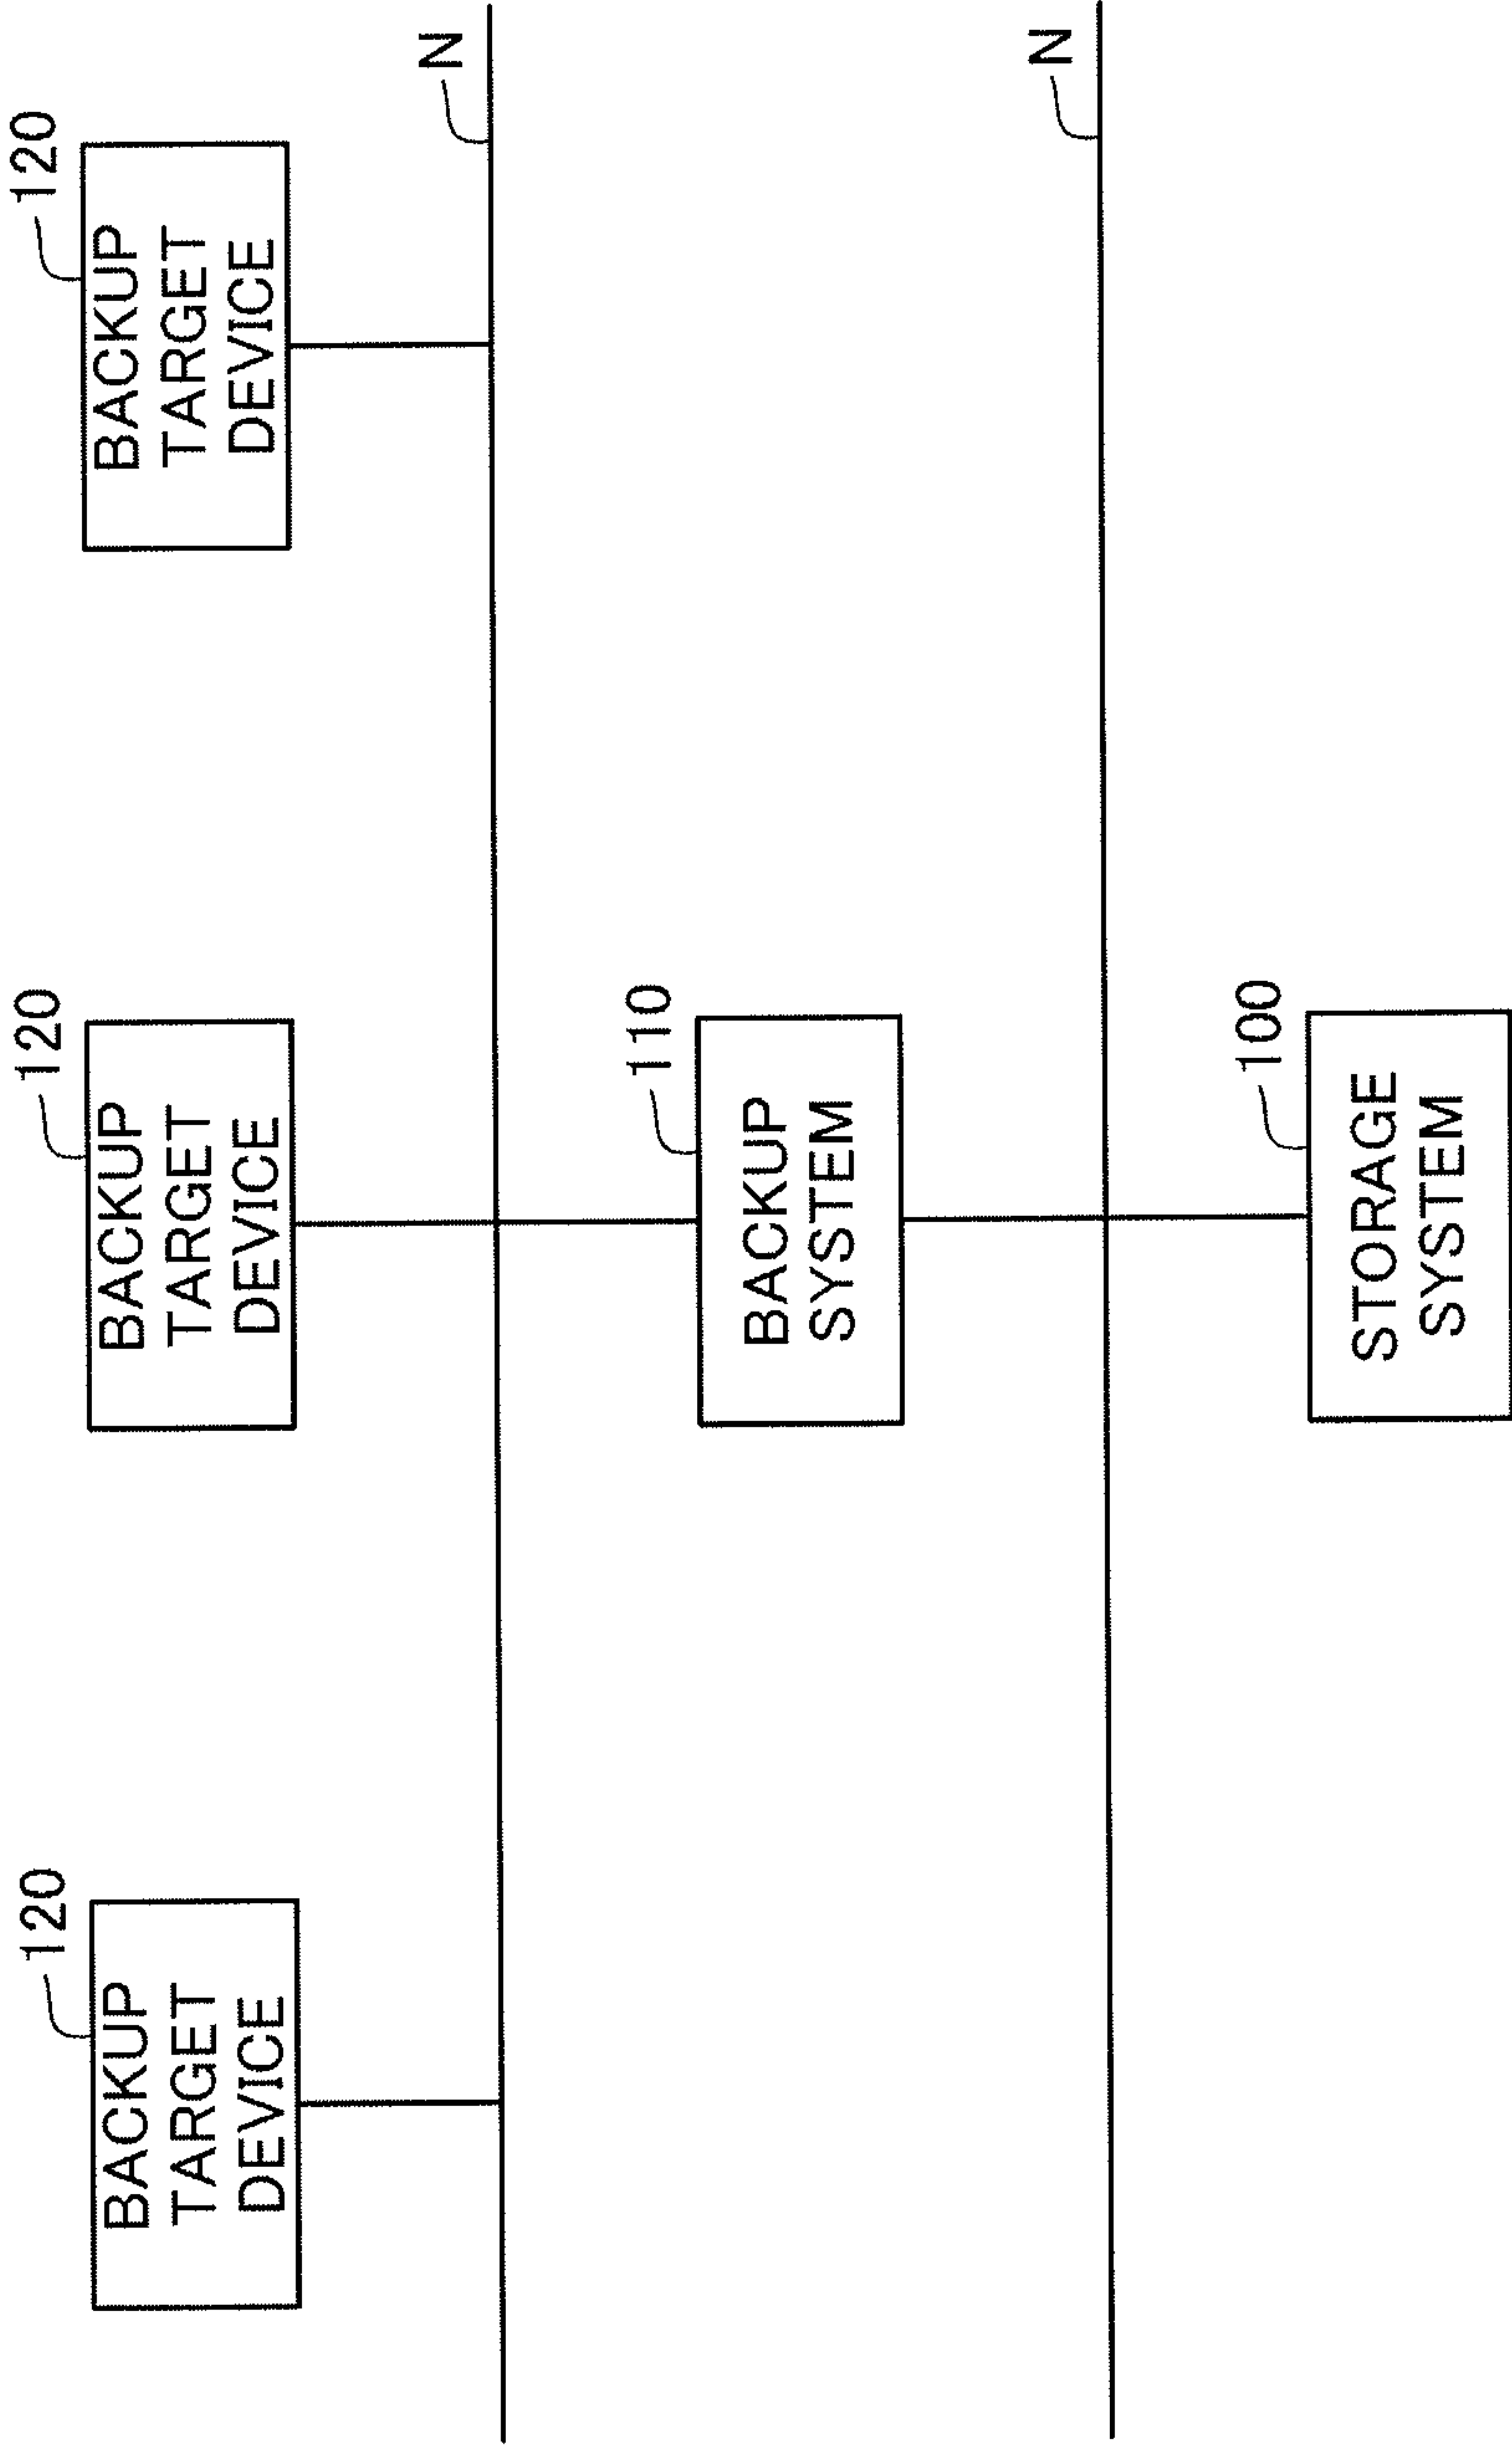 120
BACKUP
TARGET
DEVICE
120
BACKUP
TARGET
DEVICE
120
BACKUP
TARGET
DEVICE
N
110
BACKUP
SYSTEM
N
100
STORAGE
SYSTEM